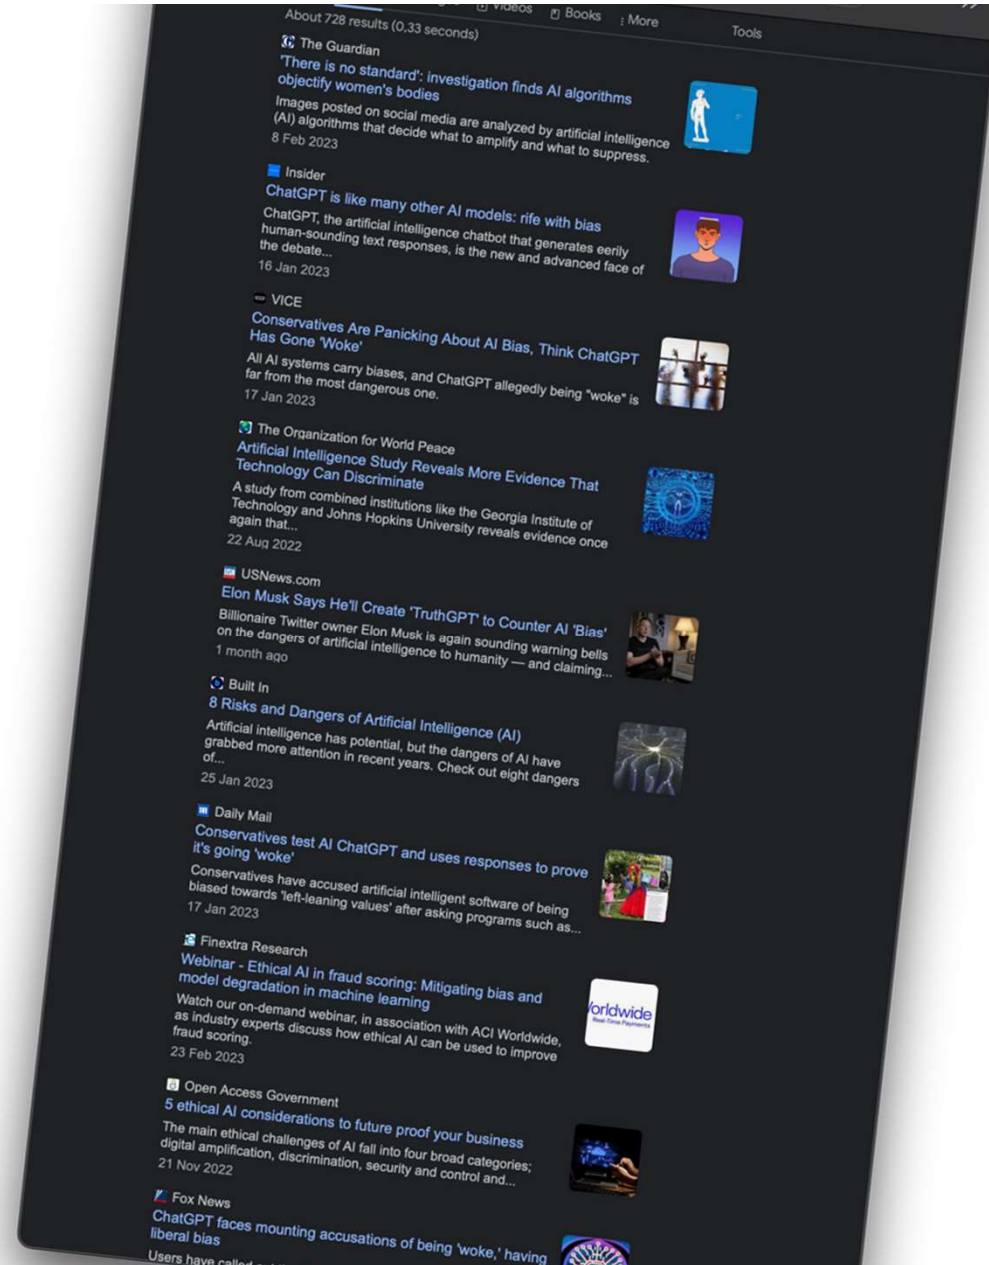 Videos
Books
More
Tools
About 728 results (0,33 seconds)
The Guardian
'There is no standard': investigation finds AI algorithms
objectify women's bodies
Images posted on social media are analyzed by artificial intelligence
(AI) algorithms that decide what to amplify and what to suppress.
8 Feb 2023
Insider
ChatGPT is like many other AI models: rife with bias
ChatGPT, the artificial intelligence chatbot that generates eerily
human-sounding text responses, is the new and advanced face of
the debate...
16 Jan 2023
VICE
Conservatives Are Panicking About AI Bias, Think ChatGPT
Has Gone 'Woke'
All AI systems carry biases, and ChatGPT allegedly being "woke" is
far from the most dangerous one.
17 Jan 2023
The Organization for World Peace
Artificial Intelligence Study Reveals More Evidence That
Technology Can Discriminate
A study from combined institutions like the Georgia Institute of
Technology and Johns Hopkins University reveals evidence once
again that...
22 Aug 2022
USNews.com
Elon Musk Says He'll Create 'TruthGPT' to Counter AI 'Bias'
Billionaire Twitter owner Elon Musk is again sounding warning bells
on the dangers of artificial intelligence to humanity — and claiming...
1 month ago
Built In
8 Risks and Dangers of Artificial Intelligence (AI)
Artificial intelligence has potential, but the dangers of AI have
grabbed more attention in recent years. Check out eight dangers
of...
25 Jan 2023
Daily Mail
Conservatives test AI ChatGPT and uses responses to prove
it's going 'woke'
Conservatives have accused artificial intelligent software of being
biased towards 'left-leaning values' after asking programs such as...
17 Jan 2023
Finextra Research
Webinar - Ethical AI in fraud scoring: Mitigating bias and
model degradation in machine learning
Watch our on-demand webinar, in association with ACI Worldwide,
as industry experts discuss how ethical AI can be used to improve
fraud scoring.
23 Feb 2023
orldwide
Real-Time Payments
Open Access Government
5 ethical AI considerations to future proof your business
The main ethical challenges of AI fall into four broad categories;
digital amplification, discrimination, security and control and...
21 Nov 2022
Fox News
ChatGPT faces mounting accusations of being 'woke,' having
liberal bias
Users have called